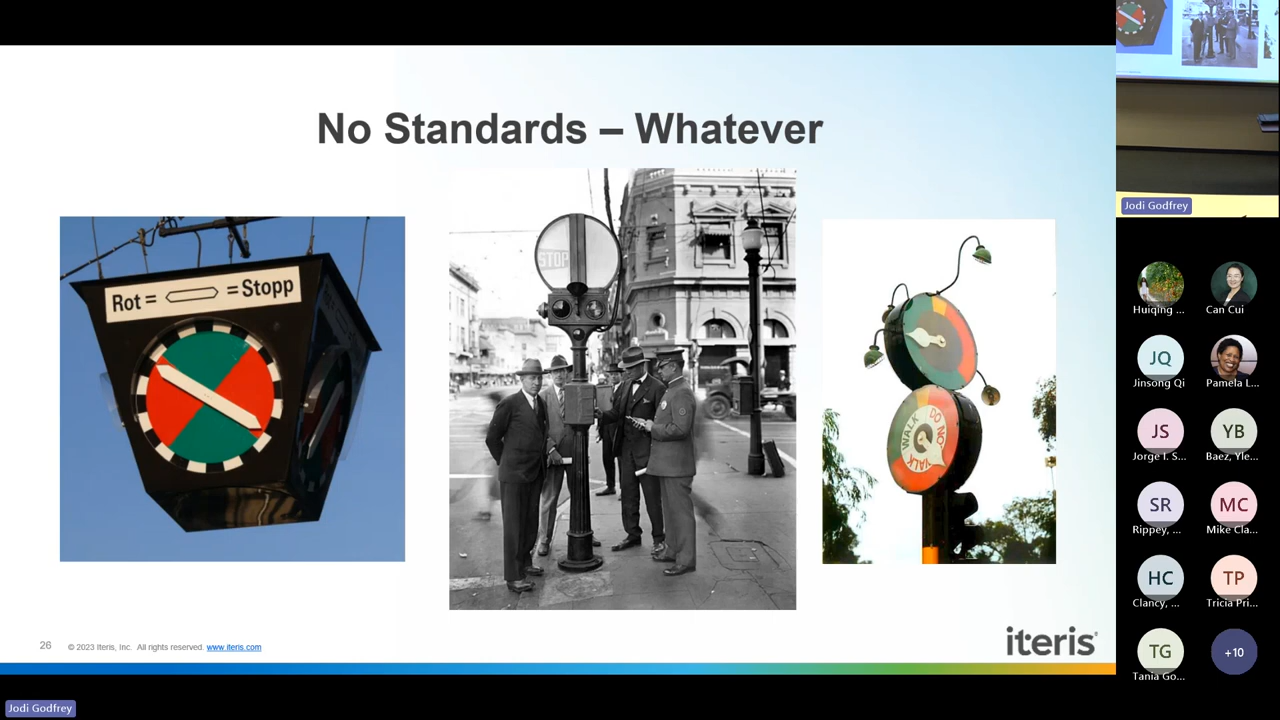 No Standards – Whatever
Rot = = Stopp
STOP
WALK
DO NOT
WALK
26
© 2023 Iteris, Inc. All rights reserved. www.iteris.com
iteris
Jodi Godfrey
Jodi Godfrey
Huiqing ...
Can Cui
JQ
Jinsong Qi
Pamela L...
JS
Jorge I. S...
YB
Baez, Yle...
SR
Rippey, ...
MC
Mike Cla...
HC
Clancy, ...
TP
Tricia Pri...
TG
Tania Go...
+10